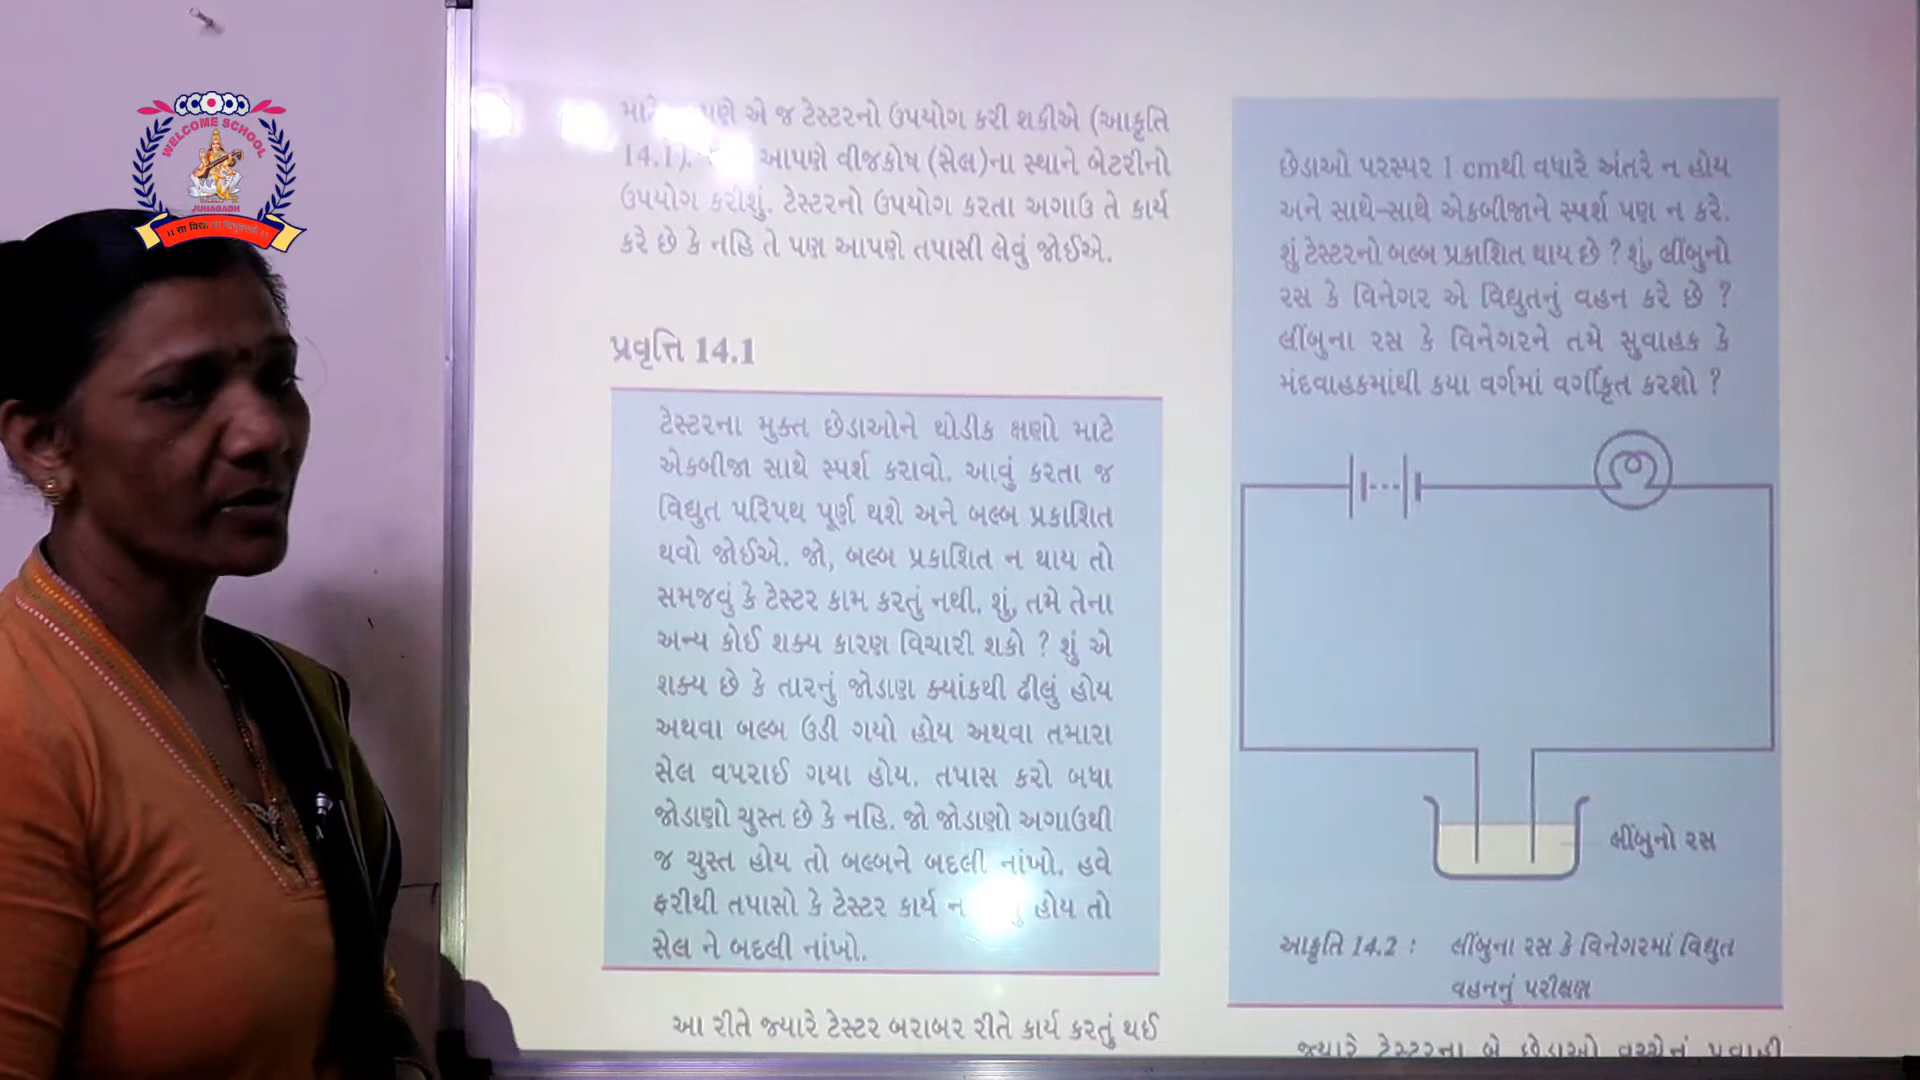 WELCOME SCHOOL
JUNAGADH
એ જ ટેસ્ટરનો ઉપયોગ કરી શકીએ (આકૃતિ
14.1). આપણે વીજકોષ (સેલ)ના સ્થાને બેટરીનો
ઉપયોગ કરીશું. ટેસ્ટરનો ઉપયોગ કરતા અગાઉ તે કાર્ય
કરે છે કે નહિ તે પણ આપણે તપાસી લેવું જોઈએ.
પ્રવૃત્તિ 14.1
ટેસ્ટરના મુક્ત છેડાઓને થોડીક ક્ષણો માટે
એકબીજા સાથે સ્પર્શ કરાવો. આવું કરતા જ
વિદ્યુત પરિપથ પૂર્ણ થશે અને બલ્બ પ્રકાશિત
થવો જોઈએ. જો, બલ્બ પ્રકાશિત ન થાય તો
સમજવું કે ટેસ્ટર કામ કરતું નથી. શું, તમે તેના
અન્ય કોઈ શક્ય કારણ વિચારી શકો ? શું એ
શક્ય છે કે તારનું જોડાણ ક્યાંકથી ઢીલું હોય
અથવા બલ્બ ઉડી ગયો હોય અથવા તમારા
સેલ વપરાઈ ગયા હોય. તપાસ કરો બધા
જોડાણો ચુસ્ત છે કે નહિ. જો જોડાણો અગાઉથી
જ ચુસ્ત હોય તો બલ્બને બદલી નાંખો. હવે
ફરીથી તપાસો કે ટેસ્ટર કાર્ય ન હોય તો
સેલ ને બદલી નાંખો.
આ રીતે જ્યારે ટેસ્ટર બરાબર રીતે કાર્ય કરતું થઈ
છેડાઓ પરસ્પર 1 cmથી વધારે અંતરે ન હોય
અને સાથે-સાથે એકબીજાને સ્પર્શ પણ ન કરે.
શું ટેસ્ટરનો બલ્બ પ્રકાશિત થાય છે ? શું, લીંબુનો
રસ કે વિનેગર એ વિદ્યુતનું વહન કરે છે ?
લીંબુના રસ કે વિનેગરને તમે સુવાહક કે
મંદવાહકમાંથી કયા વર્ગમાં વર્ગીકૃત કરશો ?
લીંબુનો રસ
આકૃતિ 14.2 : લીંબુના રસ કે વિનેગરમાં વિદ્યુત
વહનનું પરીક્ષણ
જ્યારે ટેસ્ટરના બે છેડાઓ વચ્ચેનું પ્રવાહી